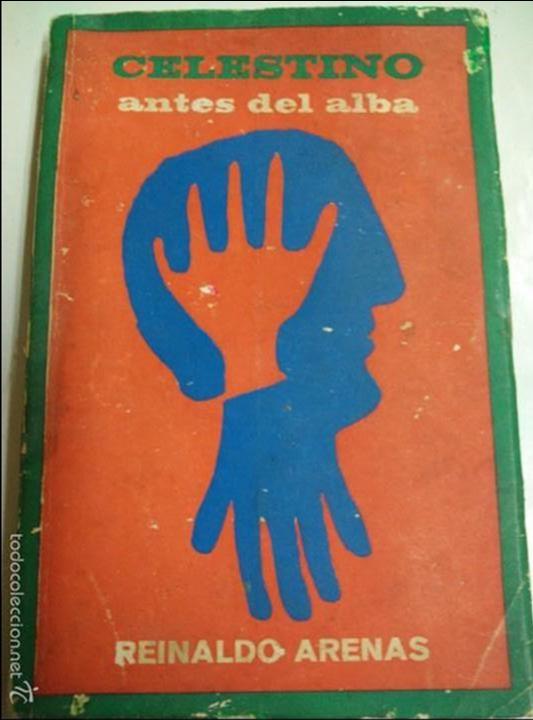 CELESTINO
antes del alba
REINALDO ARENAS
todocoleccion.net